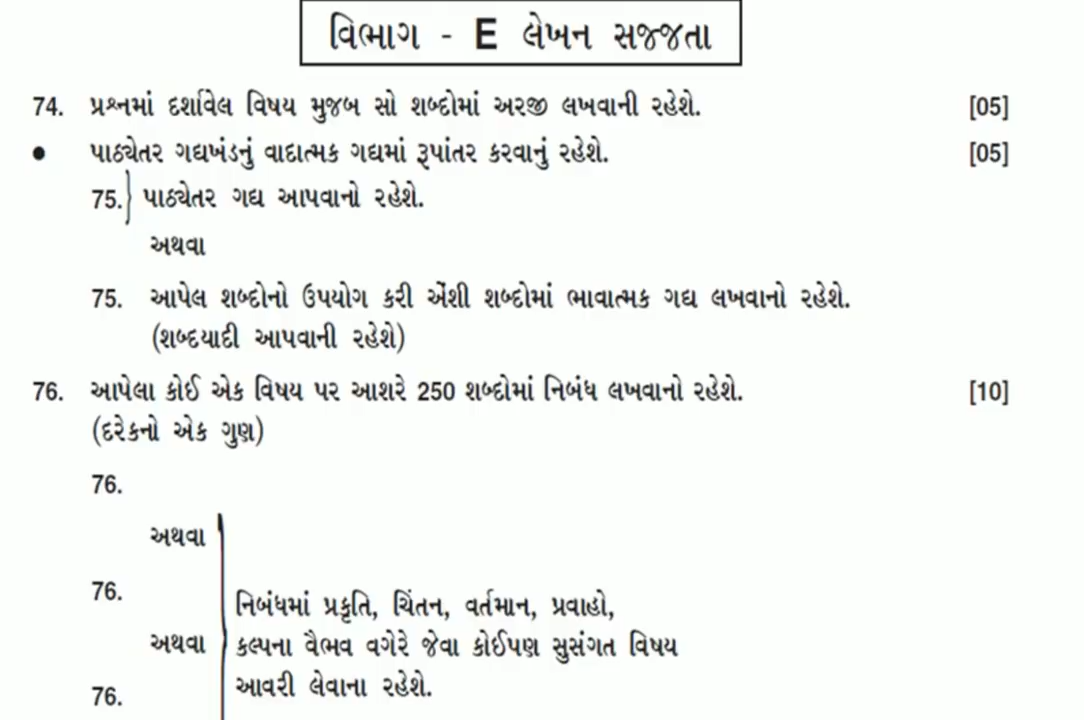 વિભાગ - E લેખન સજ્જતા
74. પ્રશ્નમાં દર્શાવેલ વિષય મુજબ સો શબ્દોમાં અરજી લખવાની રહેશે. [05]
• પાઠ્યેતર ગદ્યખંડનું વાદાત્મક ગદ્યમાં રૂપાંતર કરવાનું રહેશે. [05]
75. પાઠ્યેતર ગદ્ય આપવાનો રહેશે.
અથવા
75. આપેલ શબ્દોનો ઉપયોગ કરી એંશી શબ્દોમાં ભાવાત્મક ગદ્ય લખવાનો રહેશે.
(શબ્દયાદી આપવાની રહેશે)
76. આપેલા કોઈ એક વિષય પર આશરે 250 શબ્દોમાં નિબંધ લખવાનો રહેશે. [10]
(દરેકનો એક ગુણ)
76.
અથવા
76.
નિબંધમાં પ્રકૃતિ, ચિંતન, વર્તમાન, પ્રવાહો,
અથવા કલ્પના વૈભવ વગેરે જેવા કોઈપણ સુસંગત વિષય
76. આવરી લેવાના રહેશે.